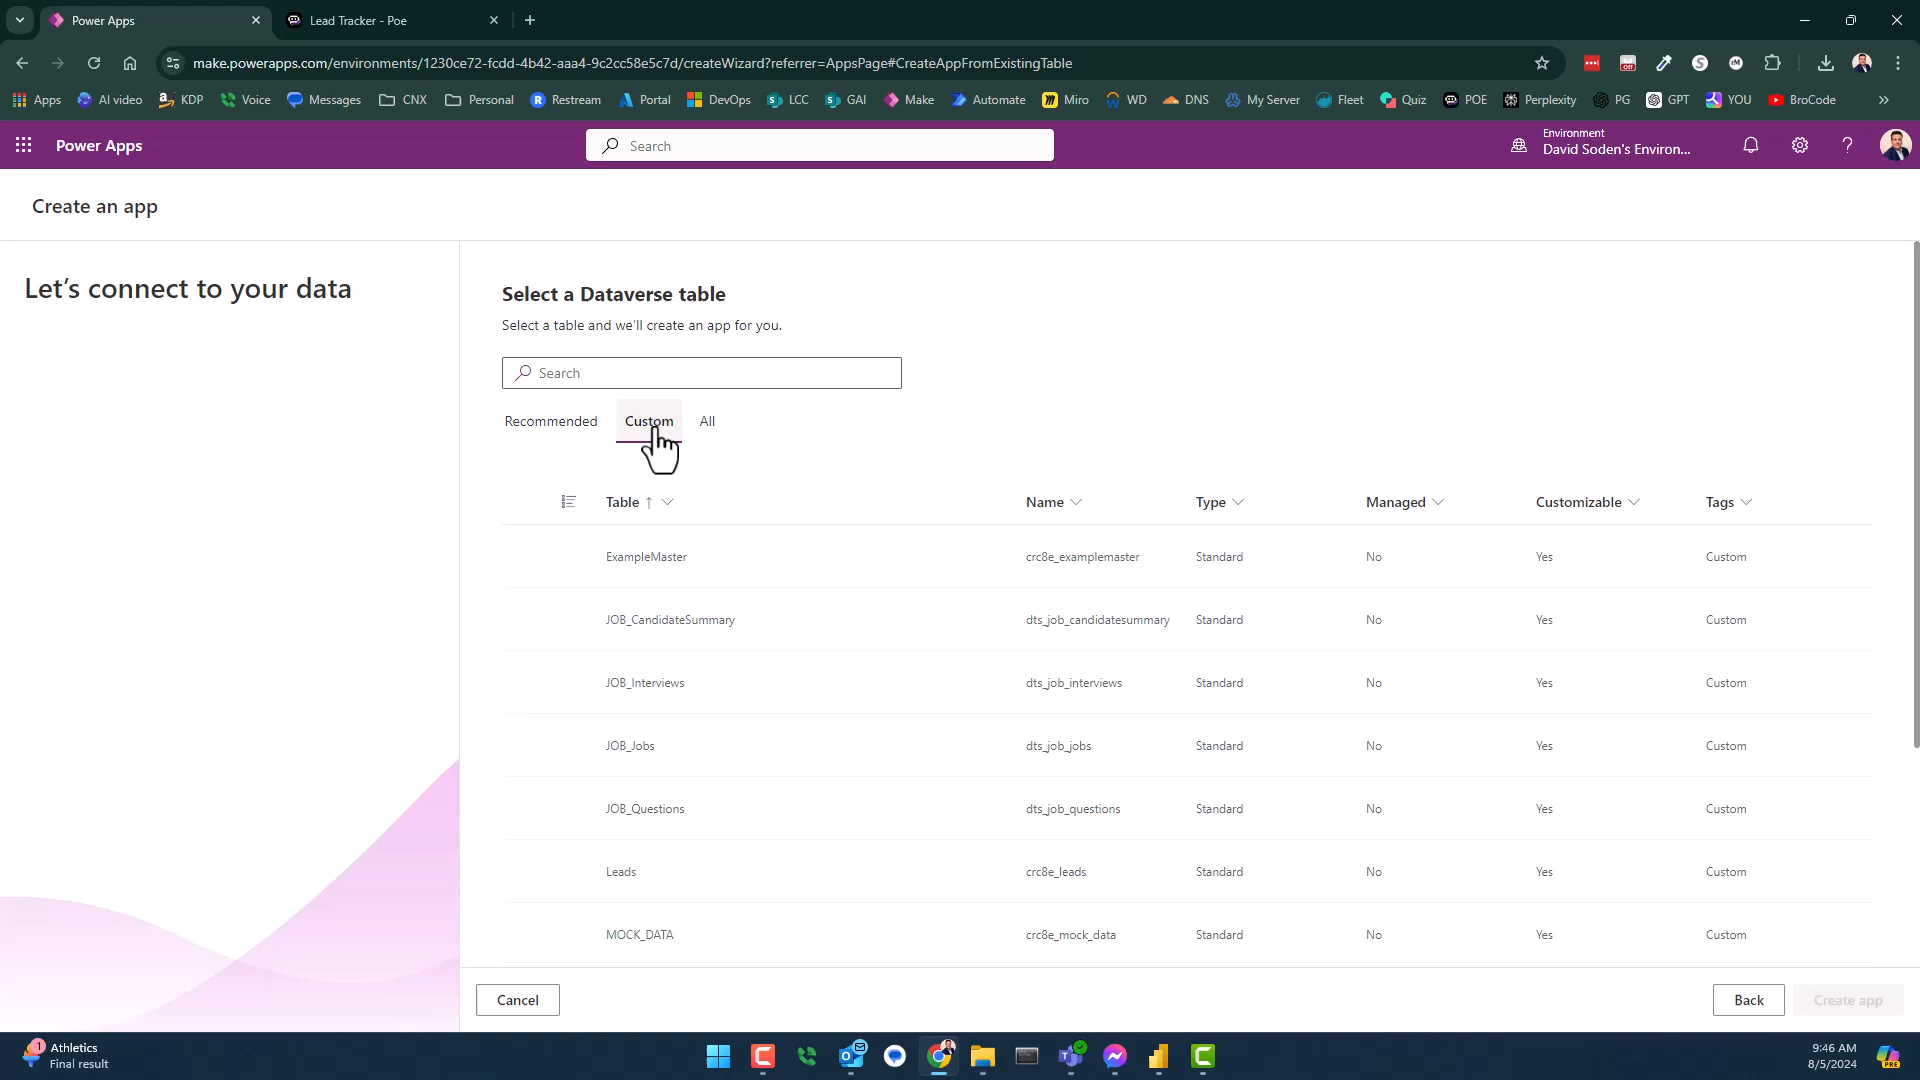 Power Apps
Lead Tracker - Poe
make.powerapps.com/environments/1230ce72-fcdd-4b42-aaa4-9c2cc58e5c7d/createWizard?referrer=AppsPage#CreateAppFromExistingTable
Apps AI video KDP Voice Messages CNX Personal Restream Portal DevOps LCC GAI Make Automate Miro WD DNS My Server Fleet Quiz POE Perplexity PG GPT YOU BroCode
Power Apps
Search
Environment
David Soden's Environ...
Create an app
Let's connect to your data
Select a Dataverse table
Select a table and we'll create an app for you.
Search
Recommended Custom All
Table Name Type Managed Customizable Tags
ExampleMaster crc8e_examplemaster Standard No Yes Custom
JOB_CandidateSummary dts_job_candidatesummary Standard No Yes Custom
JOB_Interviews dts_job_interviews Standard No Yes Custom
JOB_Jobs dts_job_jobs Standard No Yes Custom
JOB_Questions dts_job_questions Standard No Yes Custom
Leads crc8e_leads Standard No Yes Custom
MOCK_DATA crc8e_mock_data Standard No Yes Custom
Cancel Back Create app
1 Athletics
Final result
9:46 AM
8/5/2024